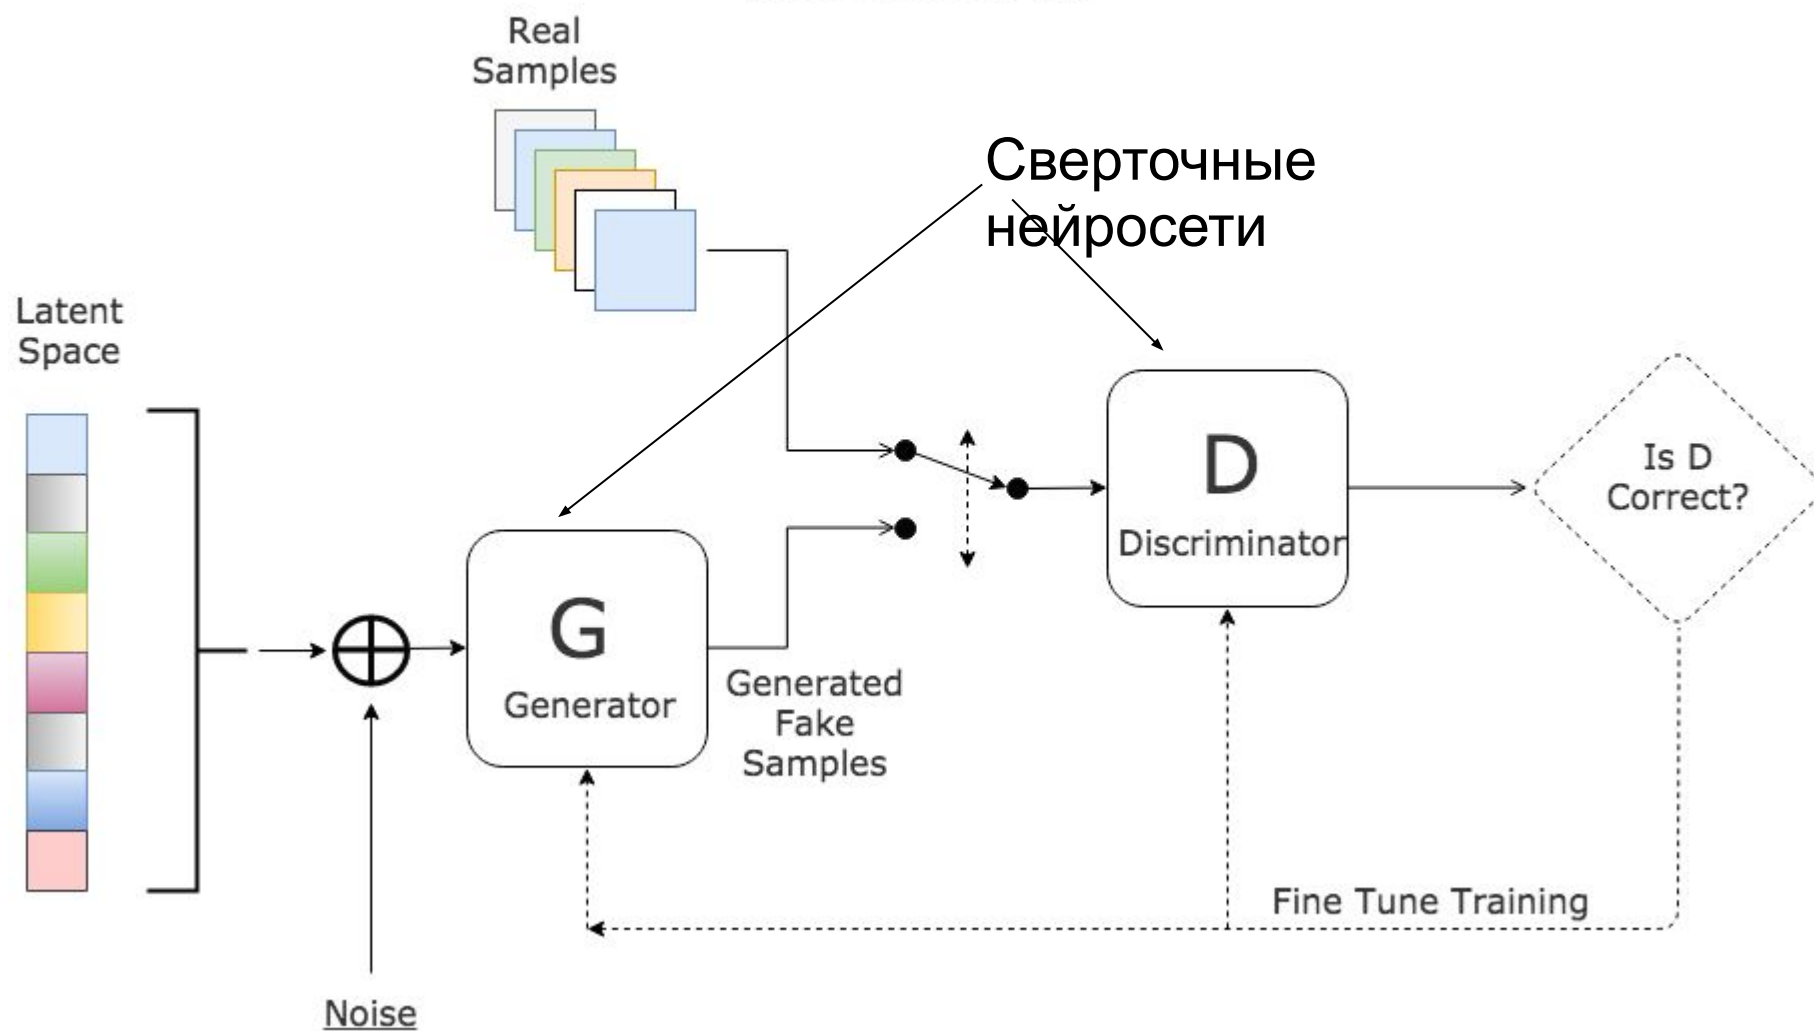 Real
Samples
Сверточные
нейросети
Latent
Space
Is D
Correct?
D
Discriminator
G
Generator
Generated
Fake
Samples
Fine Tune Training
Noise